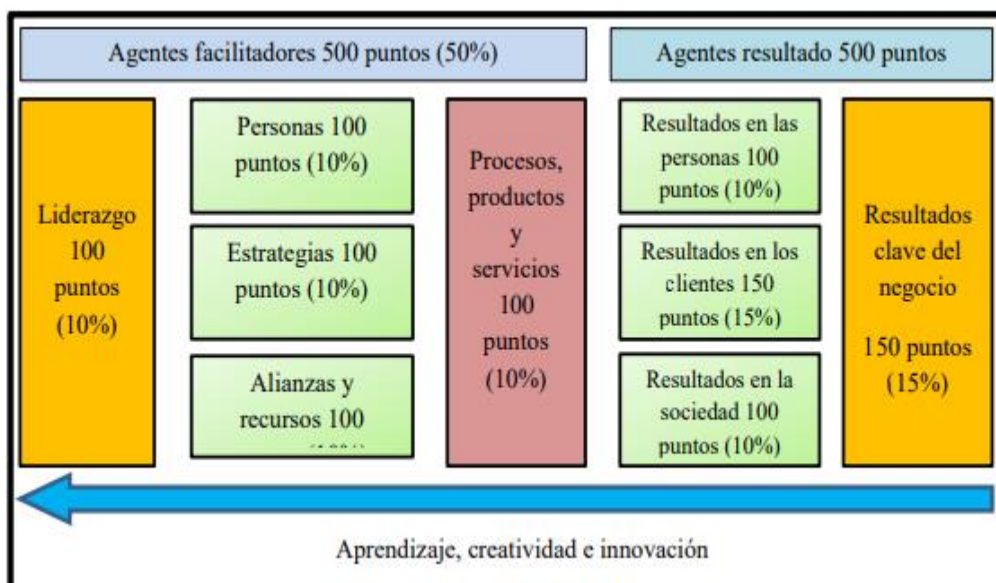 Agentes facilitadores 500 puntos (50%)
Agentes resultado 500 puntos
Liderazgo
100
puntos
(10%)
Personas 100
puntos (10%)
Estrategias 100
puntos (10%)
Alianzas y
recursos 100
Procesos,
productos
y
servicios
100
puntos
(10%)
Resultados en las
personas 100
puntos (10%)
Resultados en los
clientes 150
puntos (15%)
Resultados en la
sociedad 100
puntos (10%)
Resultados
clave del
negocio
150 puntos
(15%)
Aprendizaje, creatividad e innovación